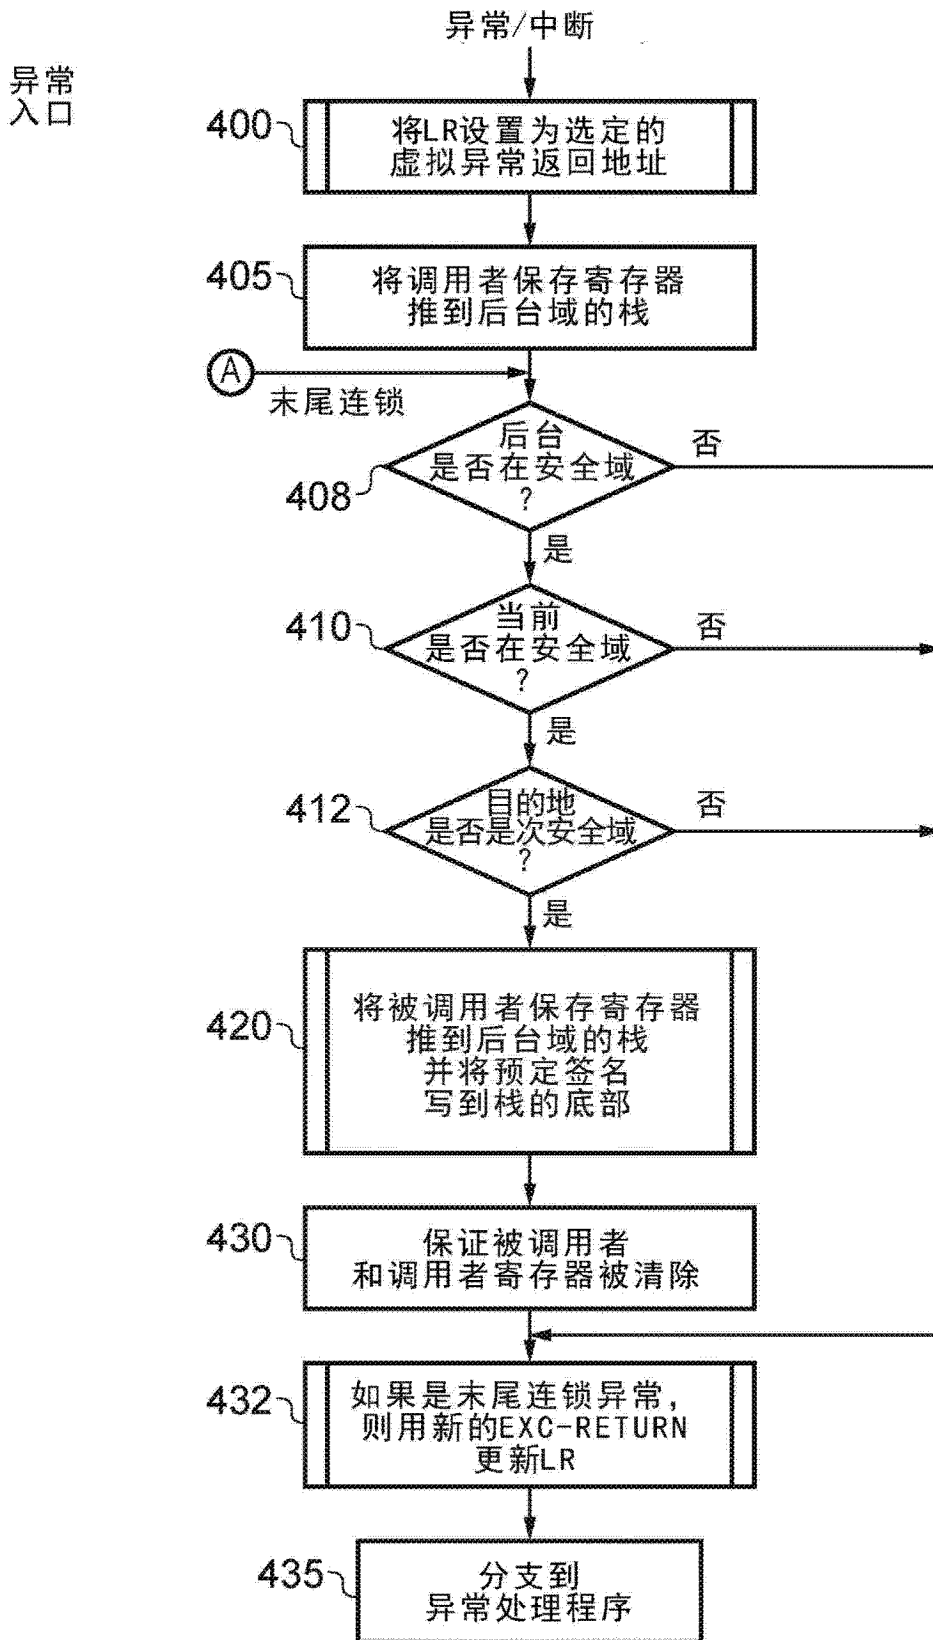 异常/中断
异常
入口
400
将LR设置为选定的
虚拟异常返回地址
405
将调用者保存寄存器
推到后台域的栈
A
末尾连锁
后台
是否在安全域
?
否
408
是
当前
是否在安全域
?
否
410
是
目的地
是否是次安全域
?
否
412
是
420
将被调用者保存寄存器
推到后台域的栈
并将预定签名
写到栈的底部
430
保证被调用者
和调用者寄存器被清除
432
如果是末尾连锁异常，
则用新的EXC-RETURN
更新LR
435
分支到
异常处理程序